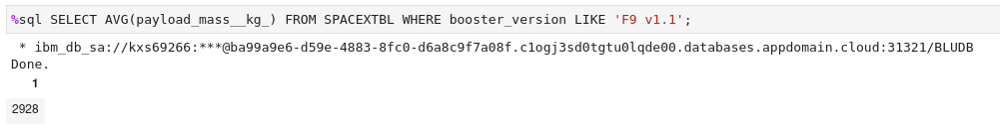 %sql SELECT AVG(payload_mass__kg_) FROM SPACEXTBL WHERE booster_version LIKE 'F9 v1.1';
* ibm_db_sa://kxs69266:***@ba99a9e6-d59e-4883-8fc0-d6a8c9f7a08f.c1ogj3sd0tgtu0lqde00.databases.appdomain.cloud:31321/BLUDB
Done.
1
2928